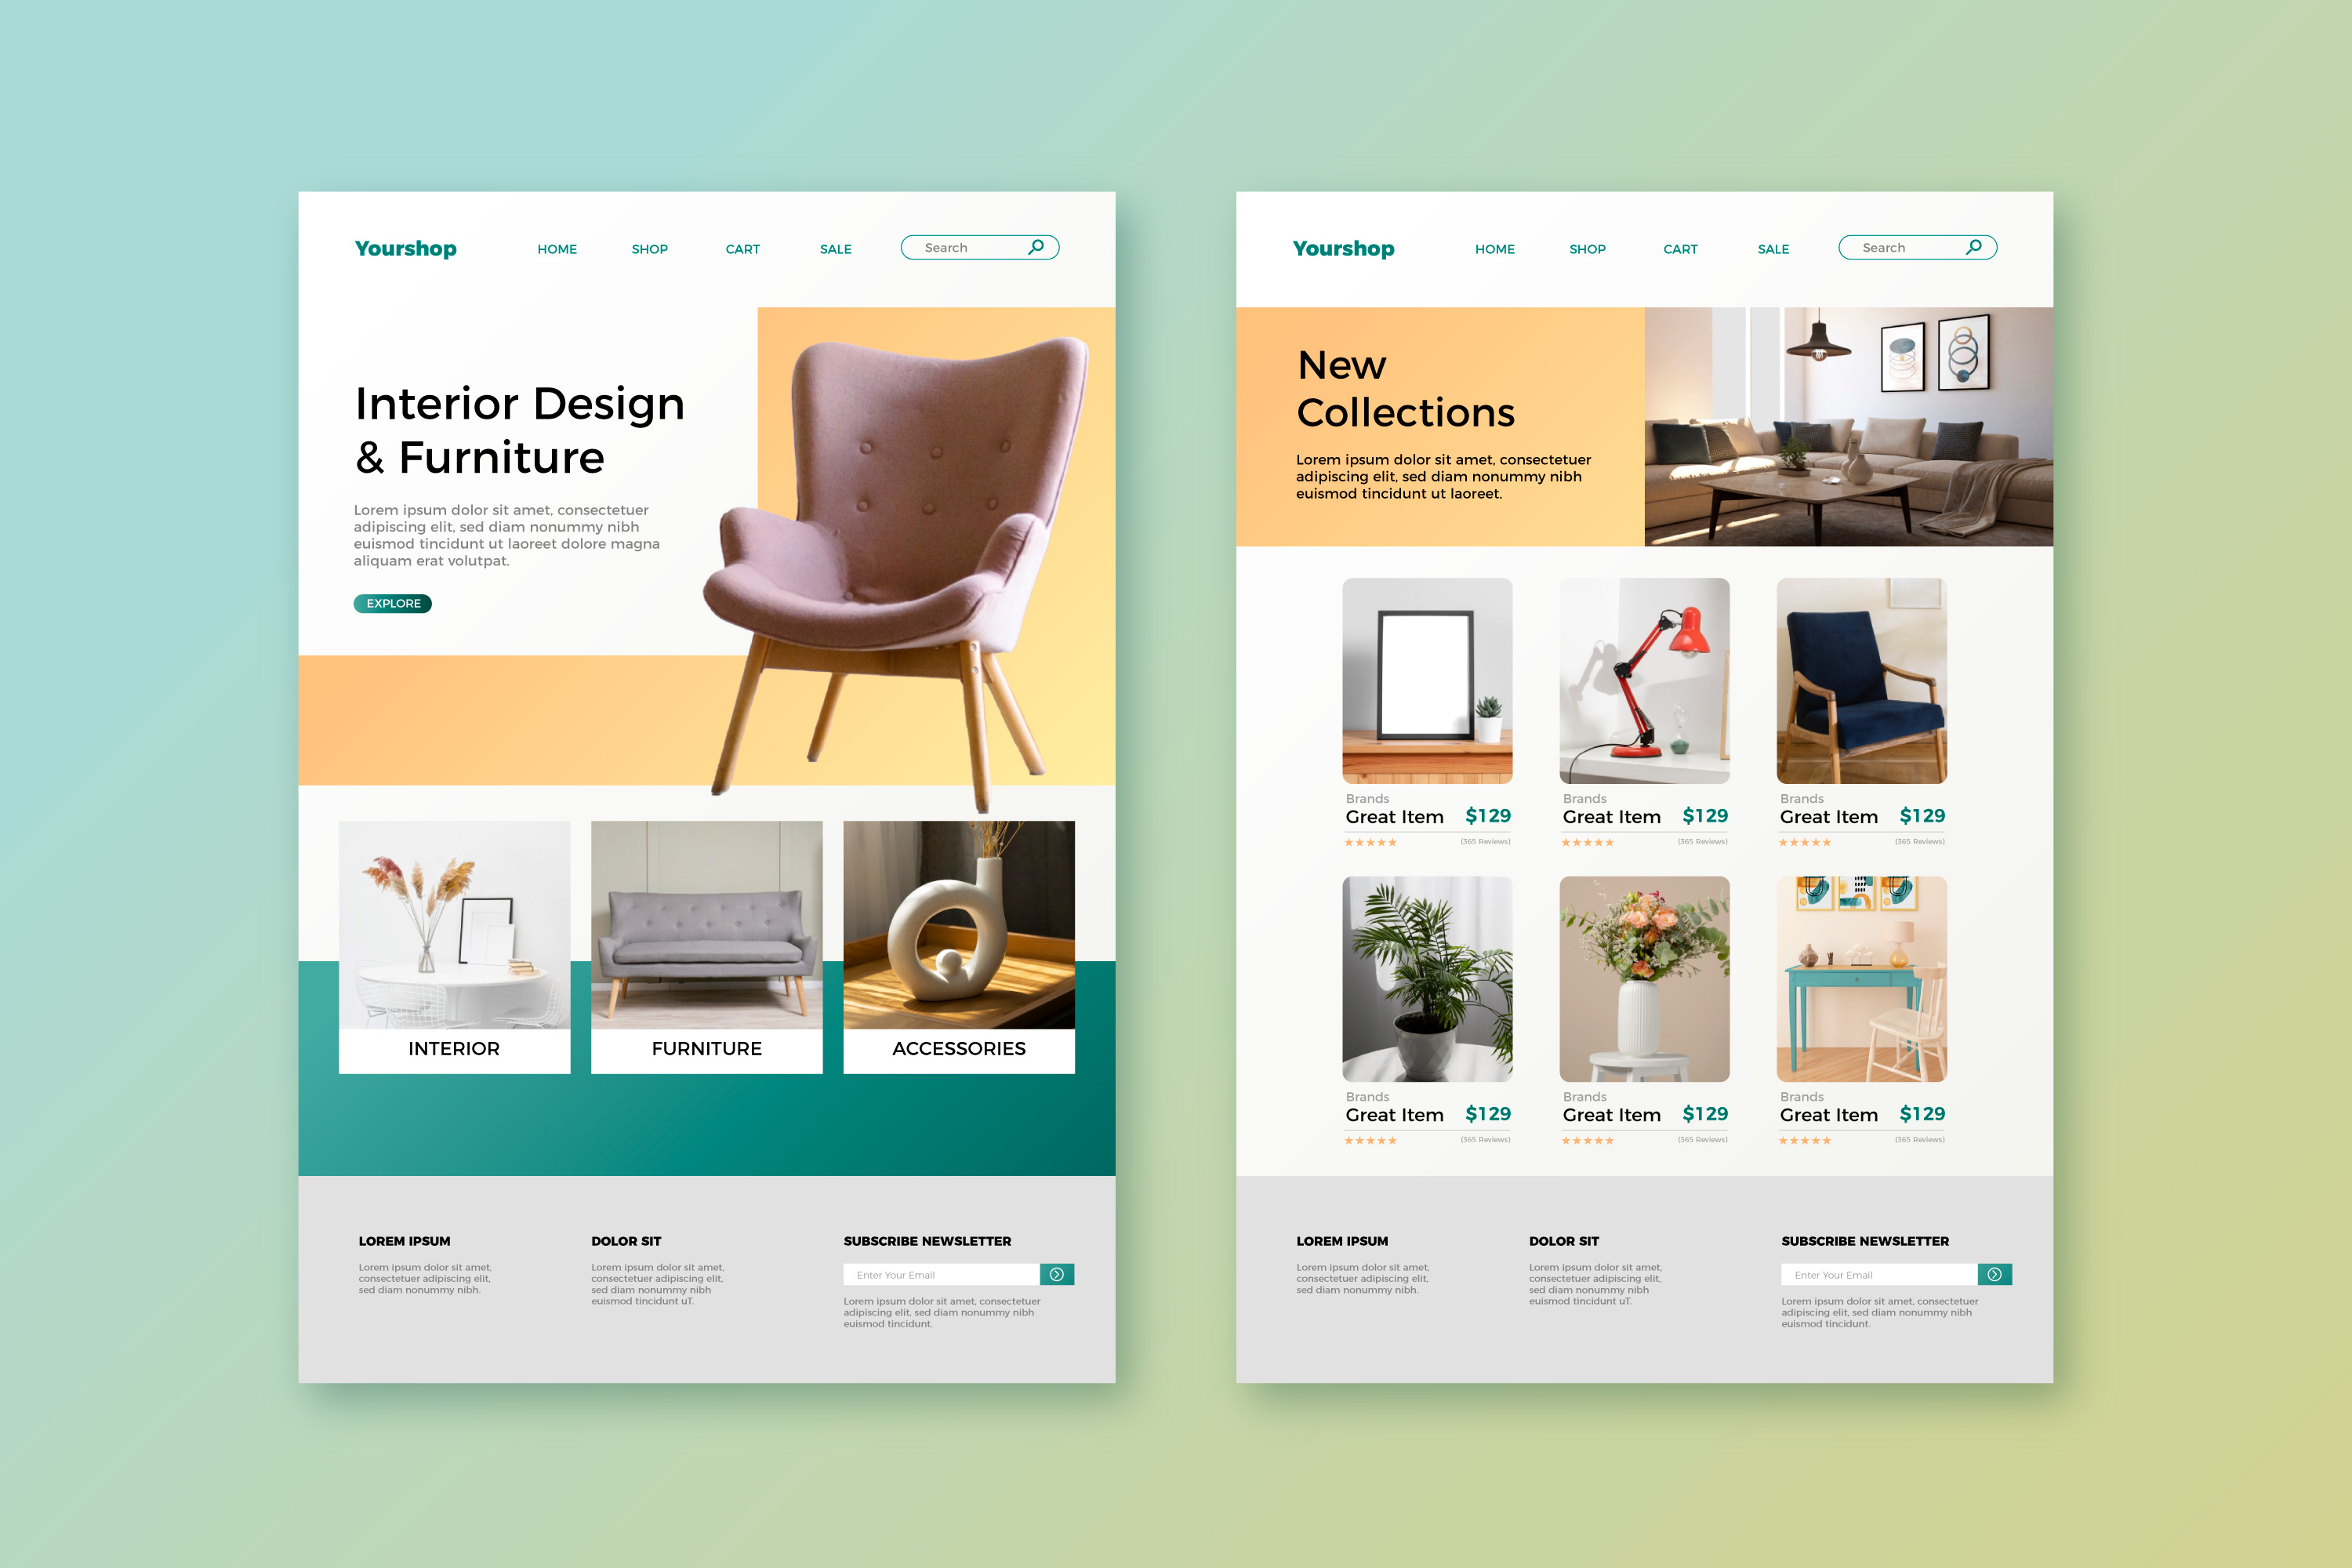 Yourshop
HOME
SHOP
CART
SALE
Search
Interior Design
& Furniture
Lorem ipsum dolor sit amet, consectetuer
adipiscing elit, sed diam nonummy nibh
euismod tincidunt ut laoreet dolore magna
aliquam erat volutpat.
EXPLORE
INTERIOR
FURNITURE
ACCESSORIES
LOREM IPSUM
Lorem ipsum dolor sit amet,
consectetuer adipiscing elit,
sed diam nonummy nibh.
DOLOR SIT
Lorem ipsum dolor sit amet,
consectetuer adipiscing elit,
sed diam nonummy nibh
euismod tincidunt uT.
SUBSCRIBE NEWSLETTER
Enter Your Email
Lorem ipsum dolor sit amet, consectetuer
adipiscing elit, sed diam nonummy nibh
euismod tincidunt.
Yourshop
HOME
SHOP
CART
SALE
Search
New
Collections
Lorem ipsum dolor sit amet, consectetuer
adipiscing elit, sed diam nonummy nibh
euismod tincidunt ut laoreet.
Brands
Great Item $129
(365 Reviews)
Brands
Great Item $129
(365 Reviews)
Brands
Great Item $129
(365 Reviews)
Brands
Great Item $129
(365 Reviews)
Brands
Great Item $129
(365 Reviews)
Brands
Great Item $129
(365 Reviews)
LOREM IPSUM
Lorem ipsum dolor sit amet,
consectetuer adipiscing elit,
sed diam nonummy nibh.
DOLOR SIT
Lorem ipsum dolor sit amet,
consectetuer adipiscing elit,
sed diam nonummy nibh
euismod tincidunt uT.
SUBSCRIBE NEWSLETTER
Enter Your Email
Lorem ipsum dolor sit amet, consectetuer
adipiscing elit, sed diam nonummy nibh
euismod tincidunt.